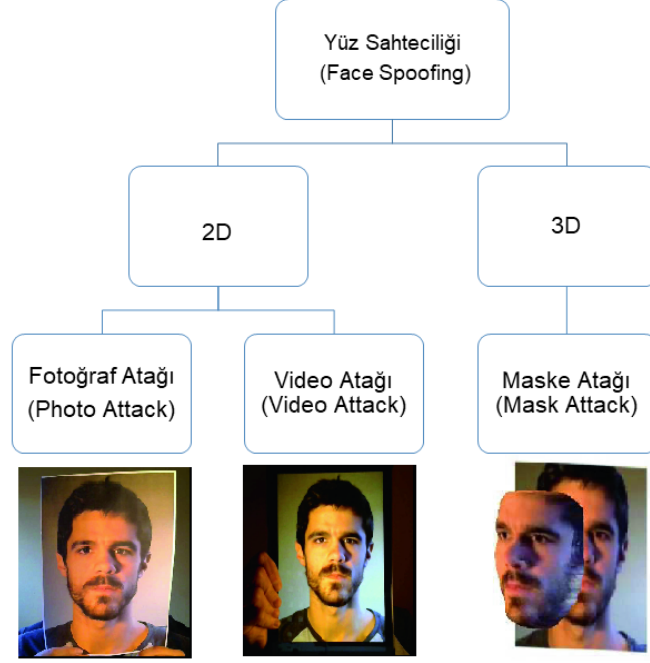 Yüz Sahteciliği
(Face Spoofing)
2D
3D
Fotoğraf Atağı
(Photo Attack)
Video Atağı
(Video Attack)
Maske Atağı
(Mask Attack)